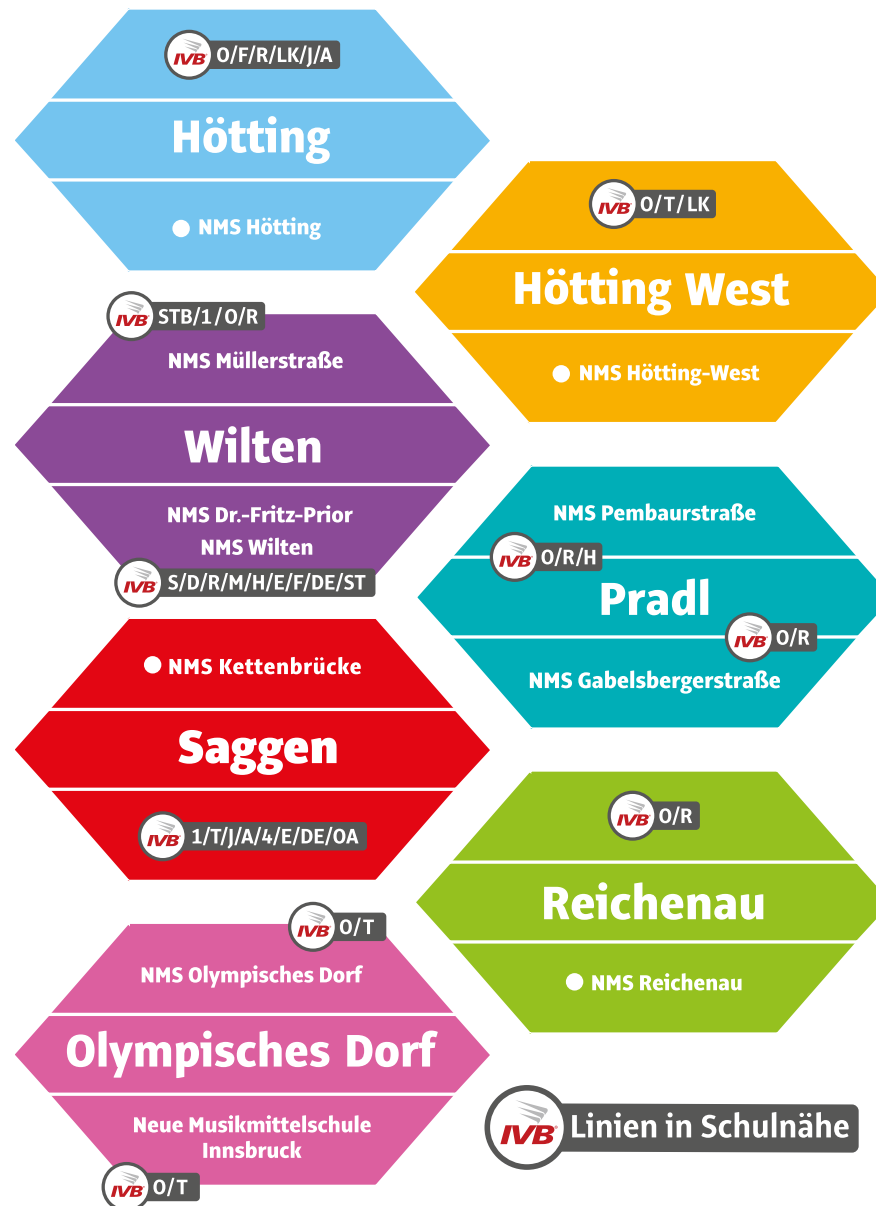 IVB O/F/R/LK/J/A
Hötting
NMS Hötting
IVB O/T/LK
Hötting West
NMS Hötting-West
IVB STB/1/O/R
NMS Müllerstraße
Wilten
NMS Dr.-Fritz-Prior
NMS Wilten
IVB S/D/R/M/H/E/F/DE/ST
NMS Pembaurstraße
IVB O/R/H
Pradl
IVB O/R
NMS Gabelsbergerstraße
NMS Kettenbrücke
Saggen
IVB 1/T/J/A/4/E/DE/OA
IVB O/R
Reichenau
NMS Reichenau
IVB O/T
NMS Olympisches Dorf
Olympisches Dorf
Neue Musikmittelschule
Innsbruck
IVB O/T
IVB Linien in Schulnähe